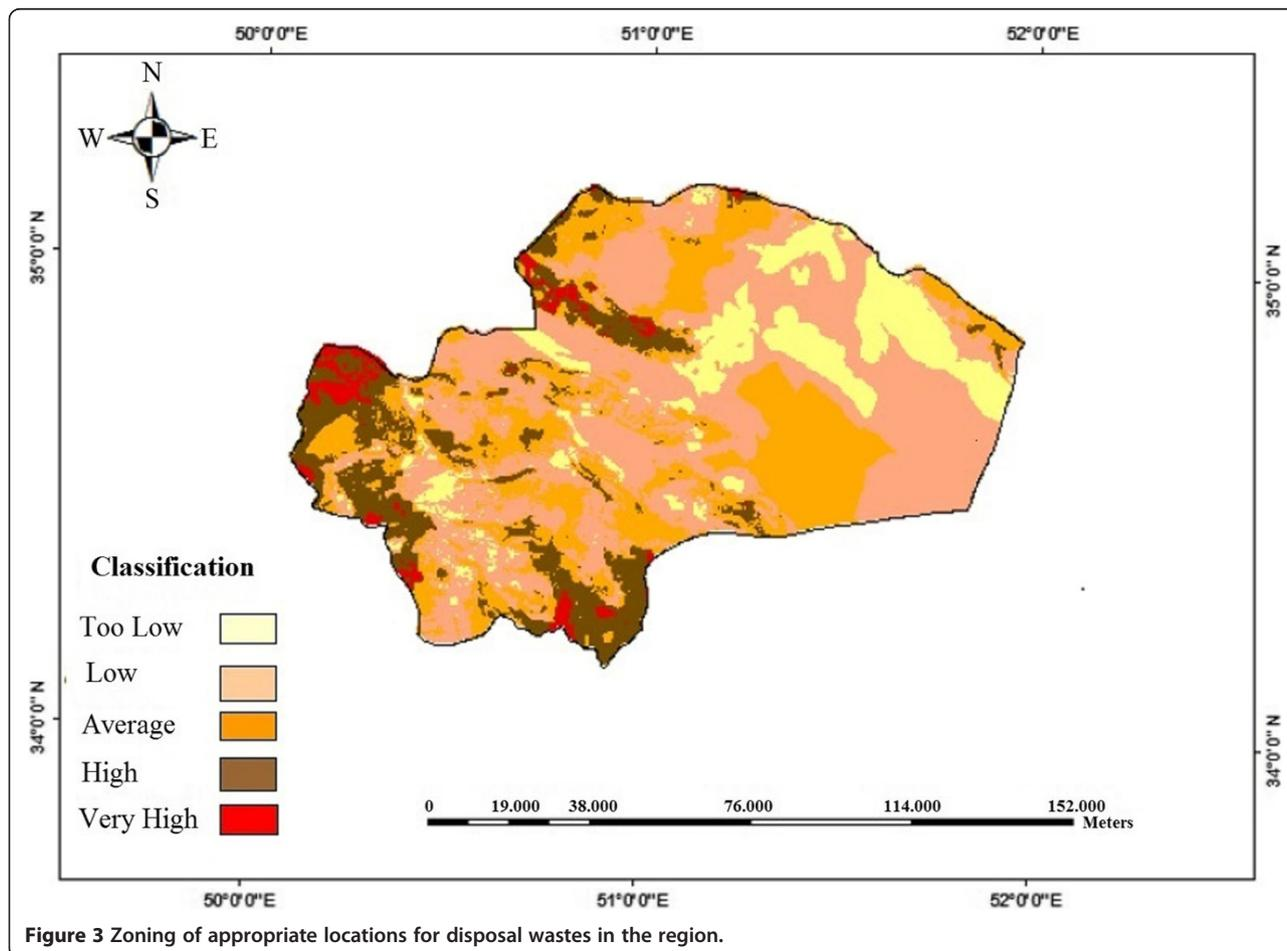 50°0'0"E 51°0'0"E 52°0'0"E
N
W E
S
35°0'0"N
35°0'0"N
Classification
Too Low
Low
Average
High
Very High
34°0'0"N
34°0'0"N
0 19.000 38.000 76.000 114.000 152.000
Meters
50°0'0"E 51°0'0"E 52°0'0"E
Figure 3 Zoning of appropriate locations for disposal wastes in the region.